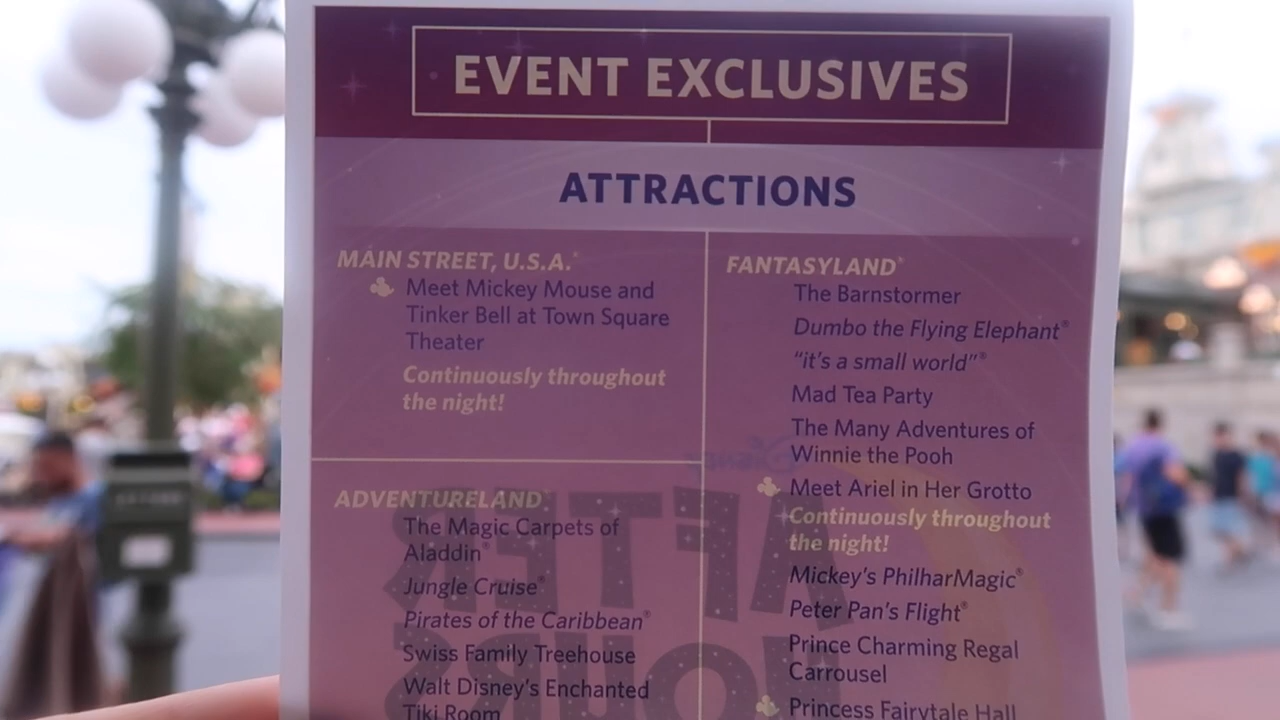 EVENT EXCLUSIVES
ATTRACTIONS
MAIN STREET, U.S.A.®
Meet Mickey Mouse and
Tinker Bell at Town Square
Theater
Continuously throughout
the night!
ADVENTURELAND®
The Magic Carpets of
Aladdin®
Jungle Cruise®
Pirates of the Caribbean®
Swiss Family Treehouse
Walt Disney's Enchanted
Tiki Room
FANTASYLAND®
The Barnstormer
Dumbo the Flying Elephant®
“it's a small world”®
Mad Tea Party
The Many Adventures of
Winnie the Pooh
Meet Ariel in Her Grotto
Continuously throughout
the night!
Mickey's PhilharMagic®
Peter Pan's Flight®
Prince Charming Regal
Carrousel
Princess Fairytale Hall
Disney
AFTER
HOURS